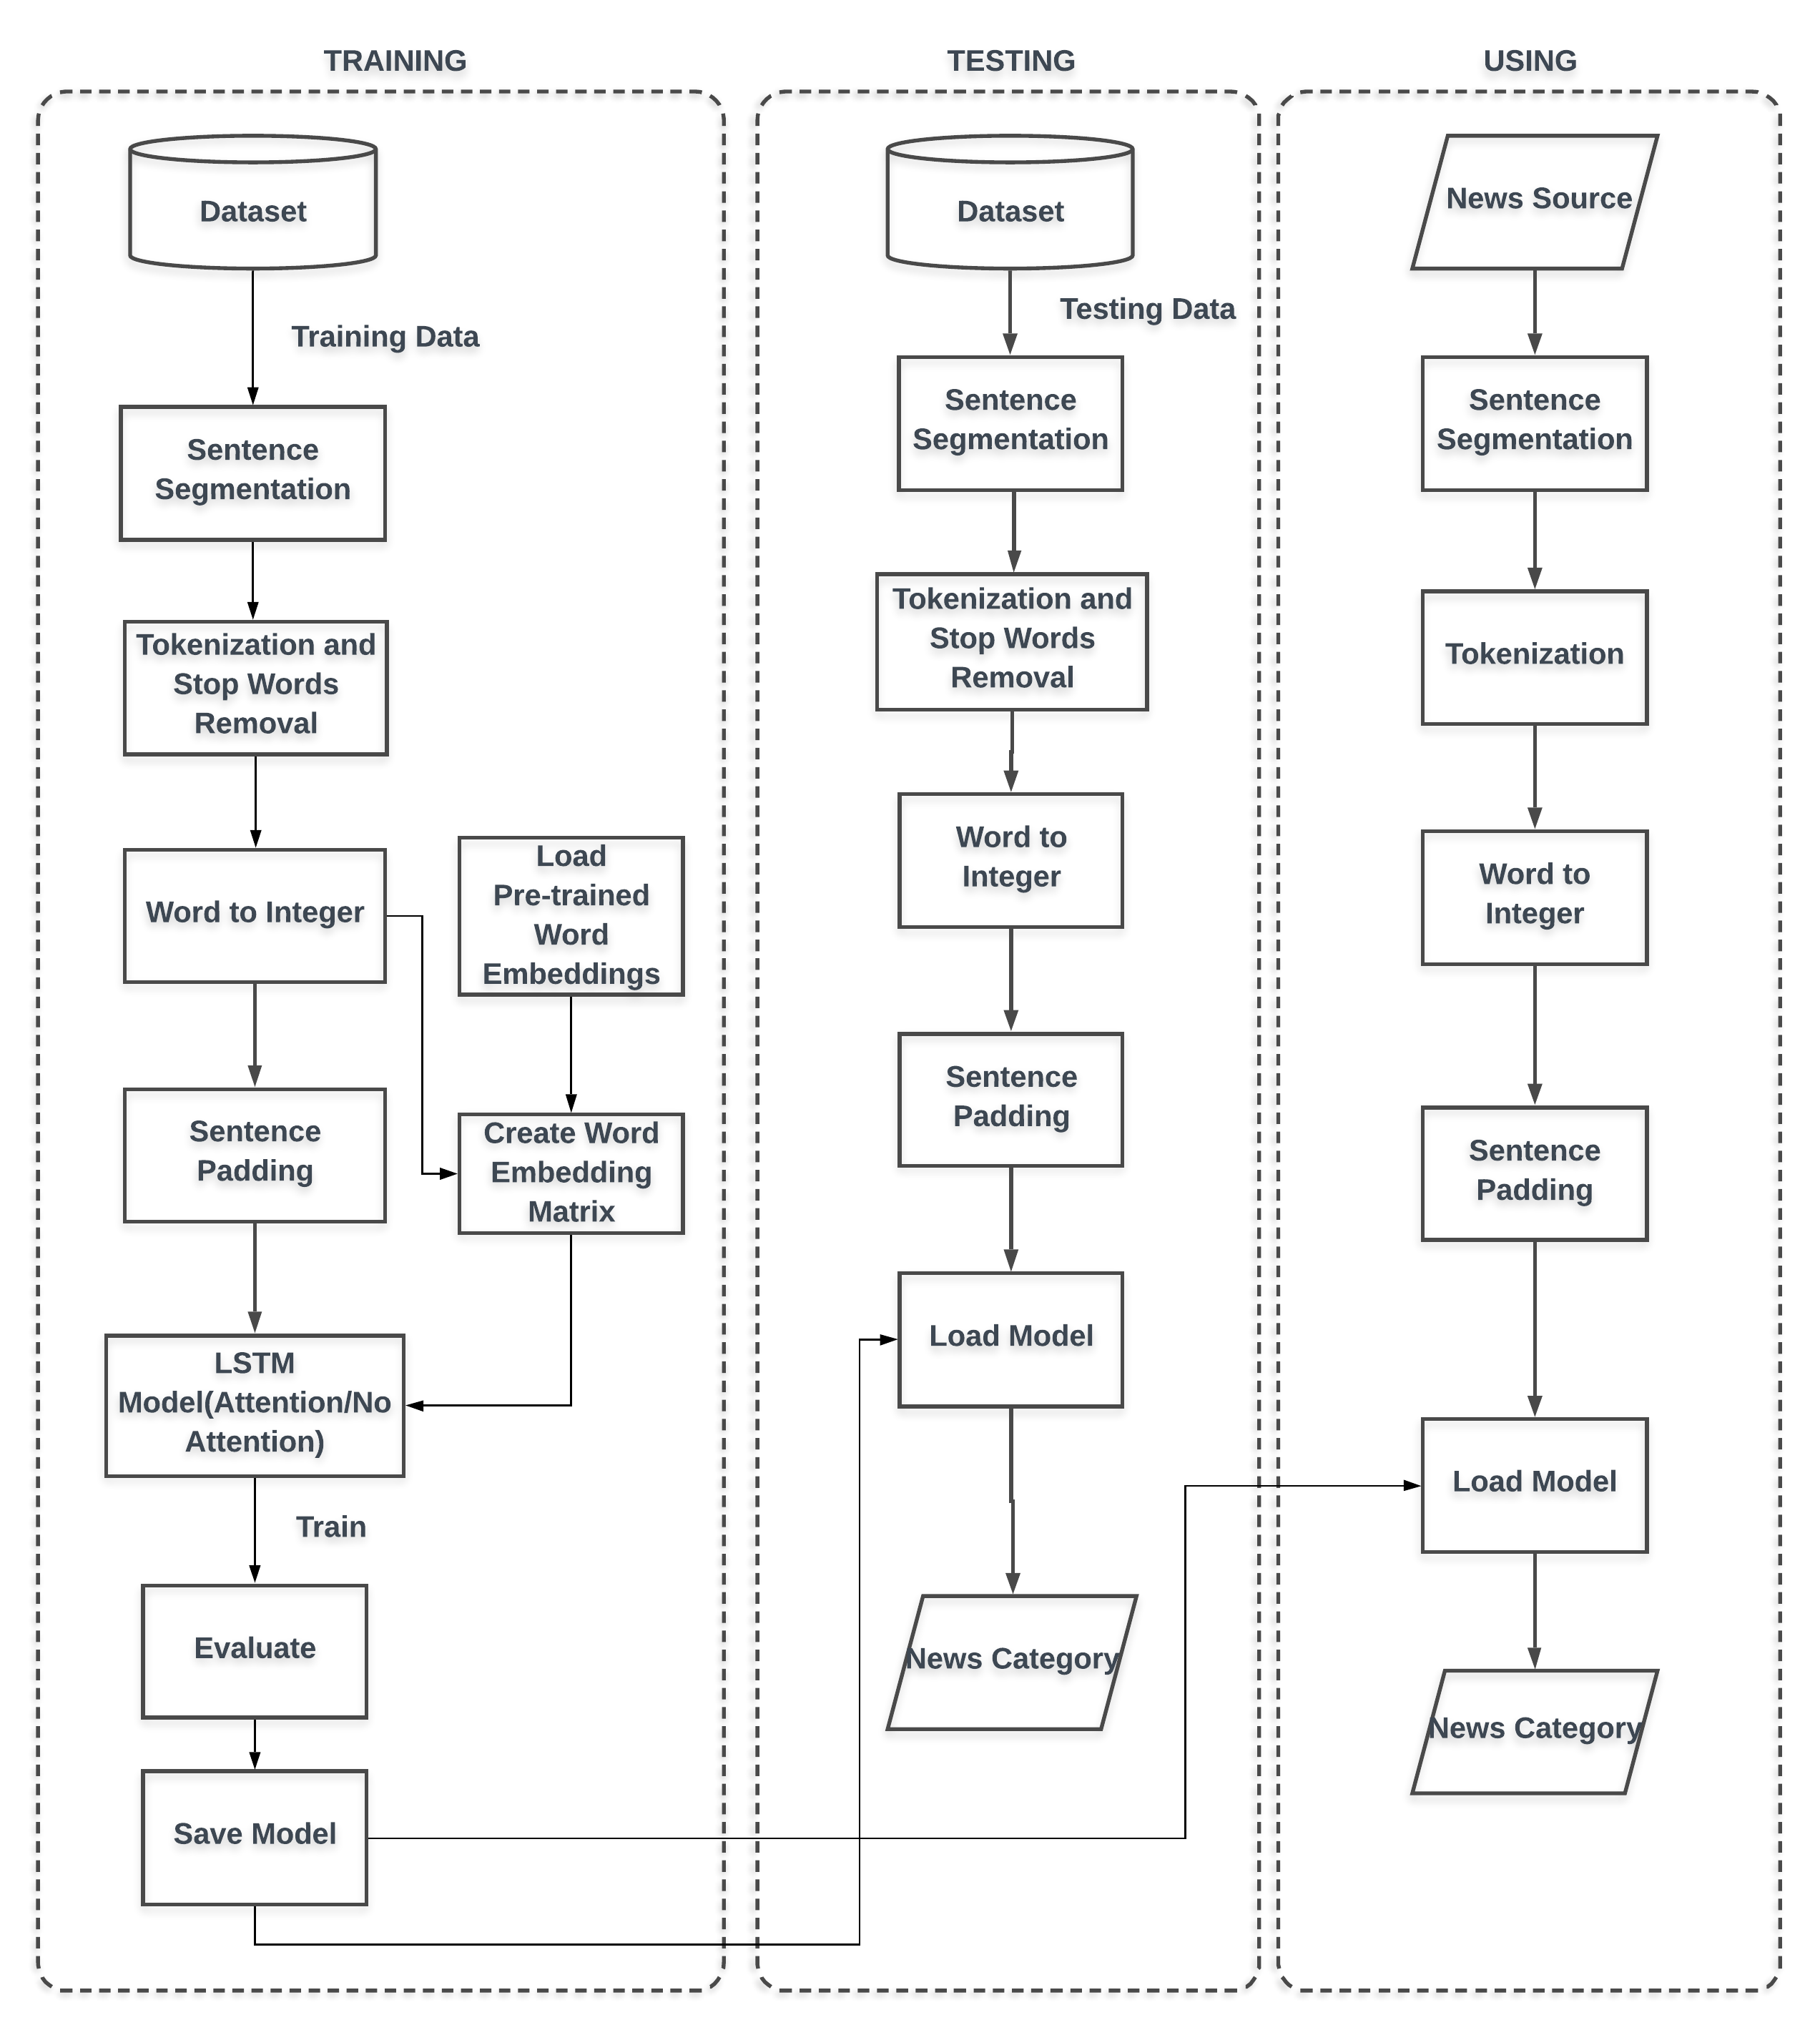 TRAINING
Dataset
Training Data
Sentence
Segmentation
Tokenization and
Stop Words
Removal
Word to Integer
Load
Pre-trained
Word
Embeddings
Sentence
Padding
Create Word
Embedding
Matrix
LSTM
Model(Attention/No
Attention)
Train
Evaluate
Save Model
TESTING
Dataset
Testing Data
Sentence
Segmentation
Tokenization and
Stop Words
Removal
Word to
Integer
Sentence
Padding
Load Model
News Category
USING
News Source
Sentence
Segmentation
Tokenization
Word to
Integer
Sentence
Padding
Load Model
News Category